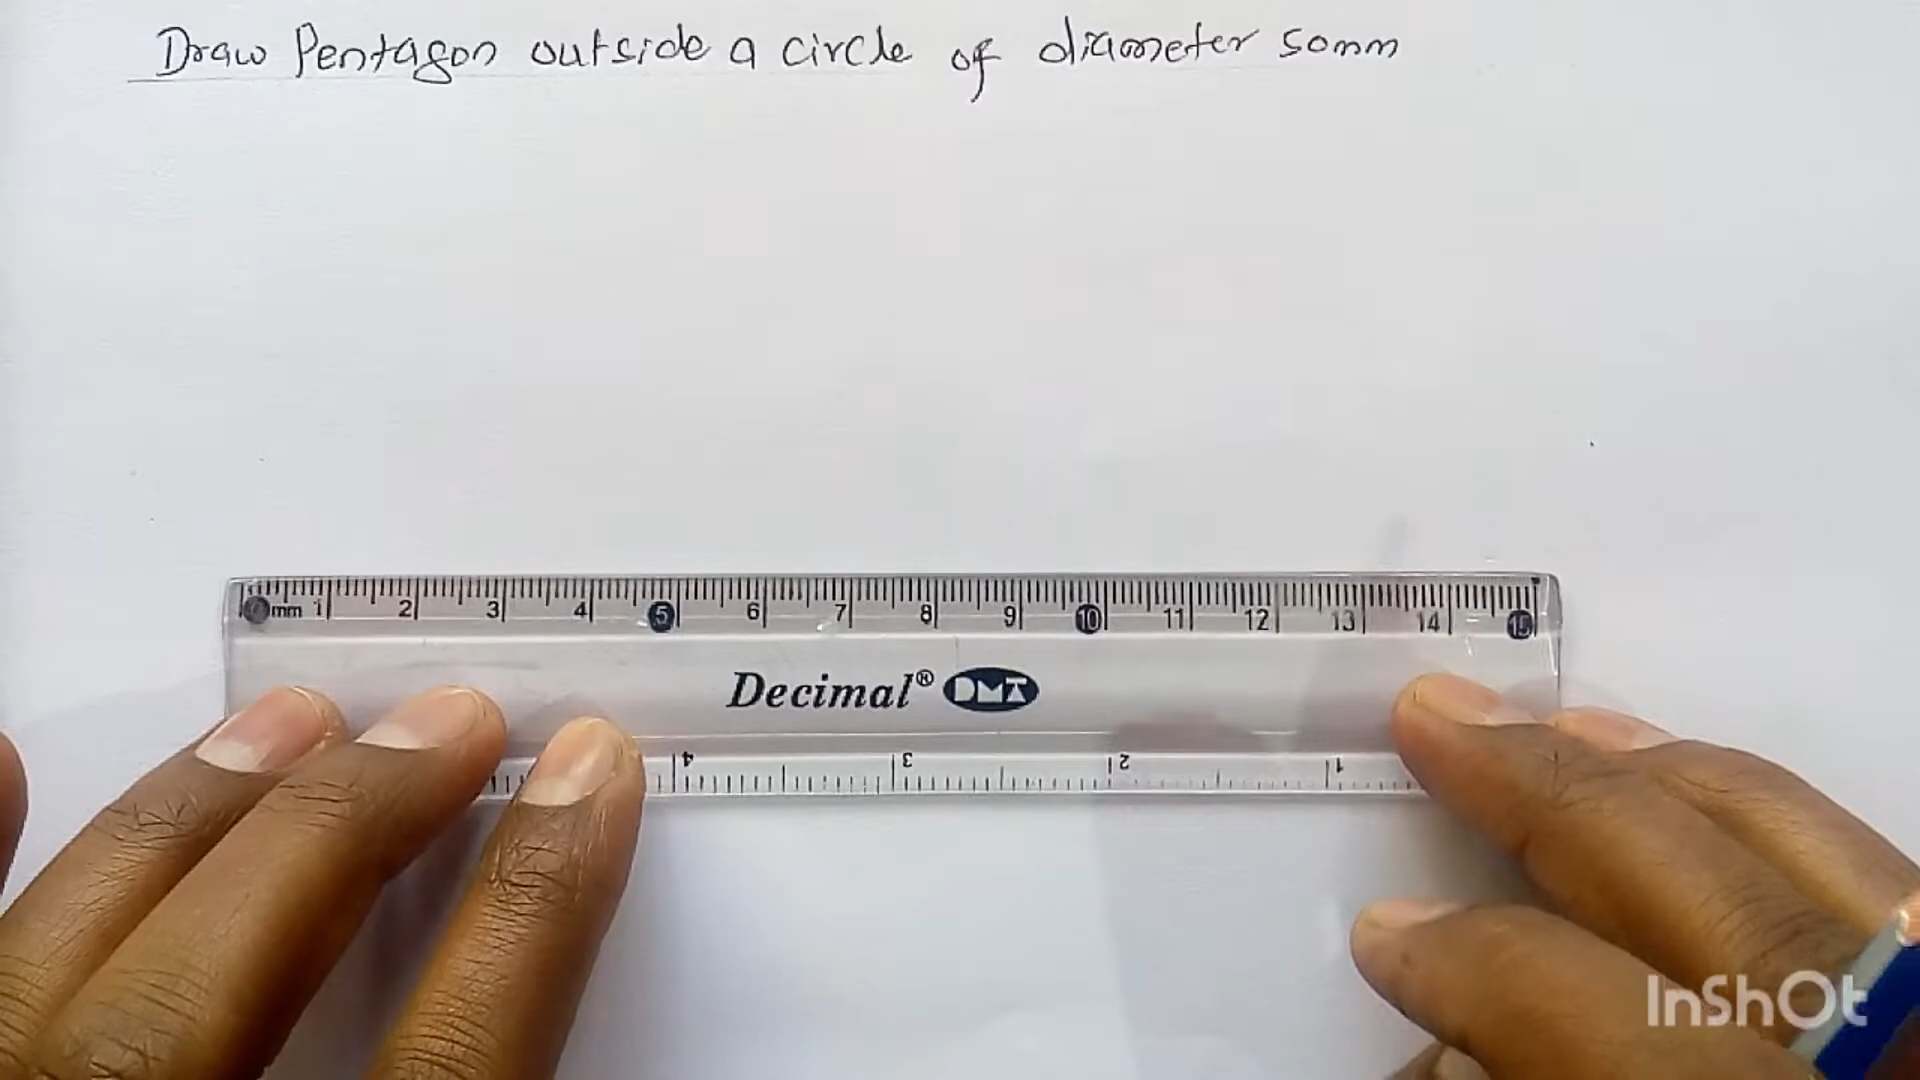 Draw Pentagon outside a circle of diameter 50mm
0 mm 1 2 3 4 5 6 7 8 9 10 11 12 13 14 15
Decimal® DMT
4 3 2 1
InShOt